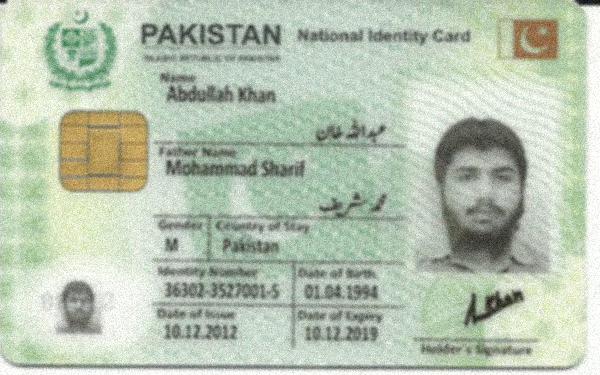 PAKISTAN National Identity Card
ISLAMIC REPUBLIC OF PAKISTAN
Name
Abdullah Khan
عبداللہ خان
Father Name
Mohammad Sharif
محمد شریف
Gender Country of Stay
M Pakistan
Identity Number Date of Birth
36302-3527001-5 01.04.1994
Date of Issue Date of Expiry
10.12.2012 10.12.2019
A Khan
Holder's Signature